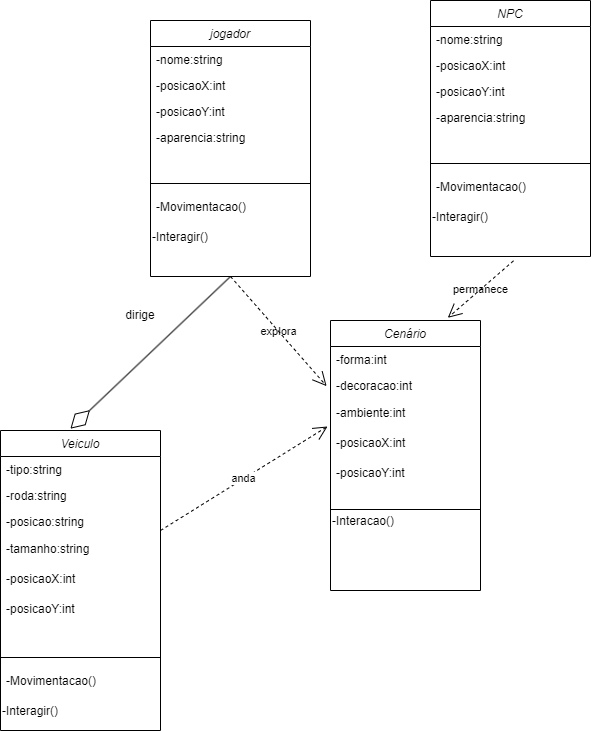 jogador
-nome:string
-posicaoX:int
-posicaoY:int
-aparencia:string
-Movimentacao()
-Interagir()
NPC
-nome:string
-posicaoX:int
-posicaoY:int
-aparencia:string
-Movimentacao()
-Interagir()
dirige
explora
permanece
Cenário
-forma:int
-decoracao:int
-ambiente:int
-posicaoX:int
-posicaoY:int
-Interacao()
Veiculo
-tipo:string
-roda:string
-posicao:string
-tamanho:string
-posicaoX:int
-posicaoY:int
-Movimentacao()
-Interagir()
anda